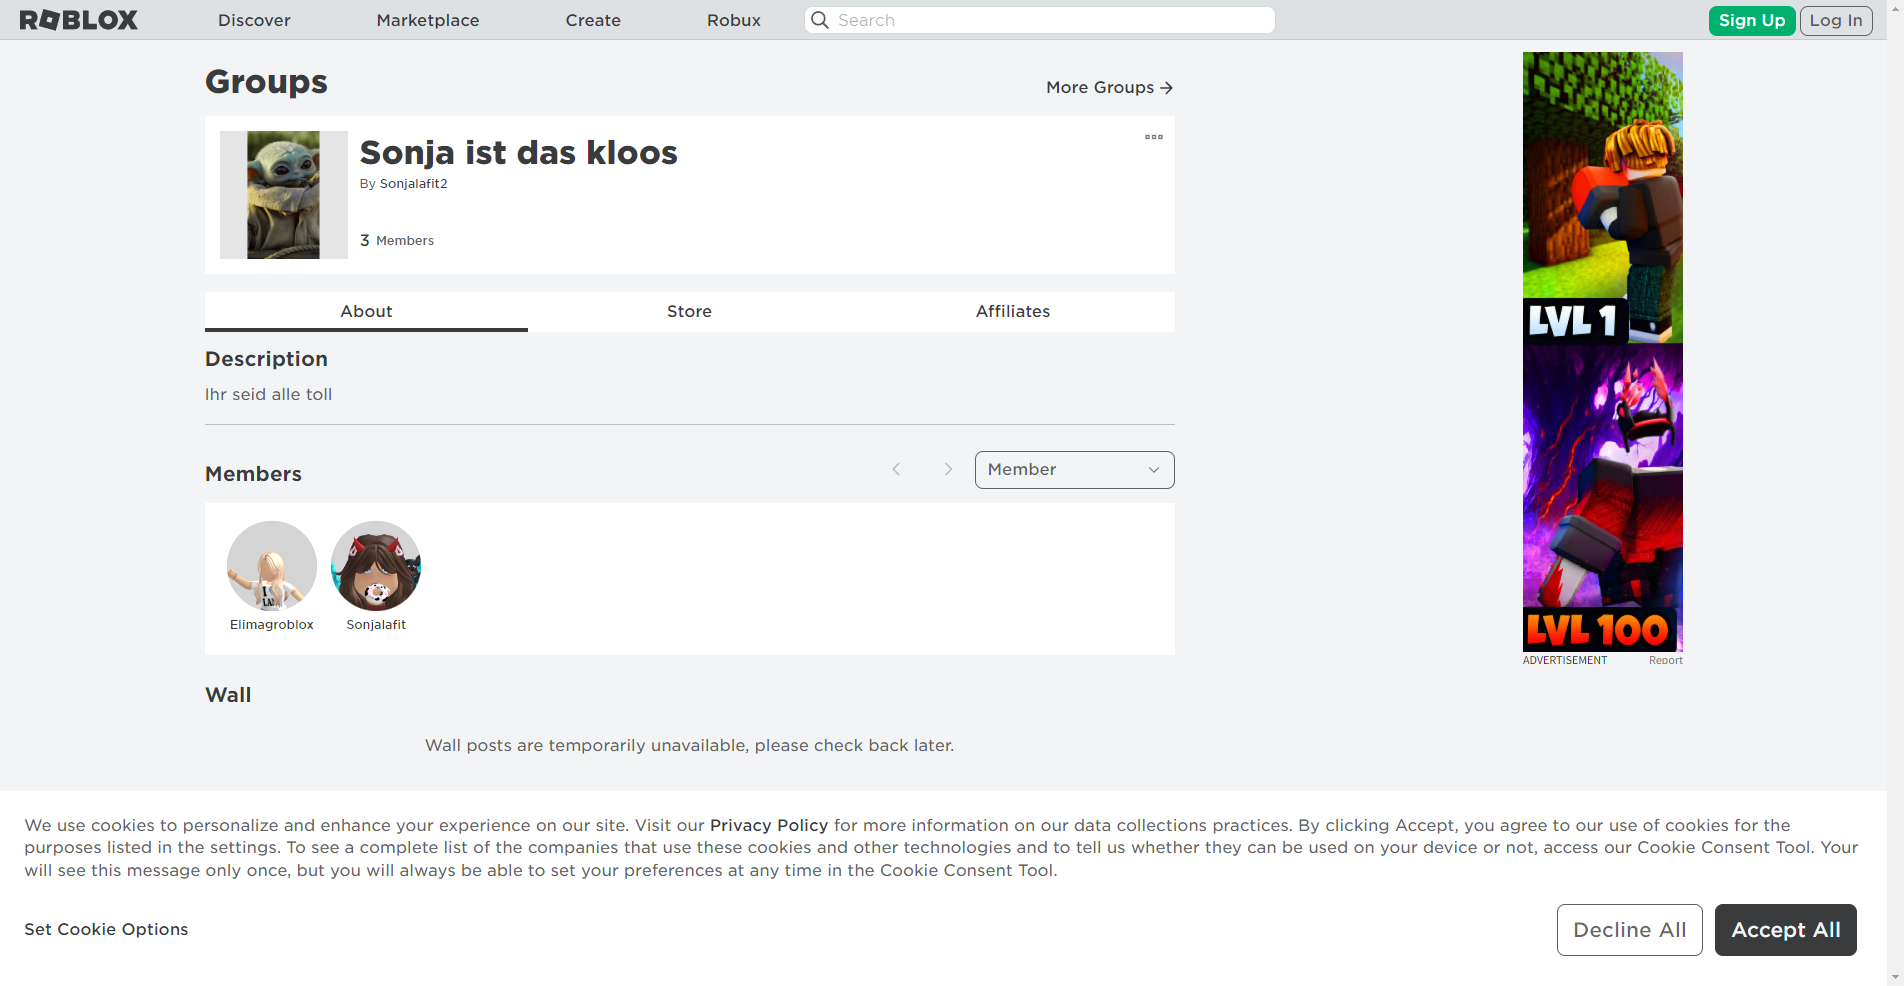 ROBLOX
Discover
Marketplace
Create
Robux
Search
Sign Up
Log In
Groups
More Groups
Sonja ist das kloos
By Sonjalafit2
3 Members
About
Store
Affiliates
Description
Ihr seid alle toll
Members
Member
Elimagroblox
Sonjalafit
Wall
Wall posts are temporarily unavailable, please check back later.
LVL 1
LVL 100
ADVERTISEMENT
Report
We use cookies to personalize and enhance your experience on our site. Visit our Privacy Policy for more information on our data collections practices. By clicking Accept, you agree to our use of cookies for the
purposes listed in the settings. To see a complete list of the companies that use these cookies and other technologies and to tell us whether they can be used on your device or not, access our Cookie Consent Tool. Your
will see this message only once, but you will always be able to set your preferences at any time in the Cookie Consent Tool.
Set Cookie Options
Decline All
Accept All